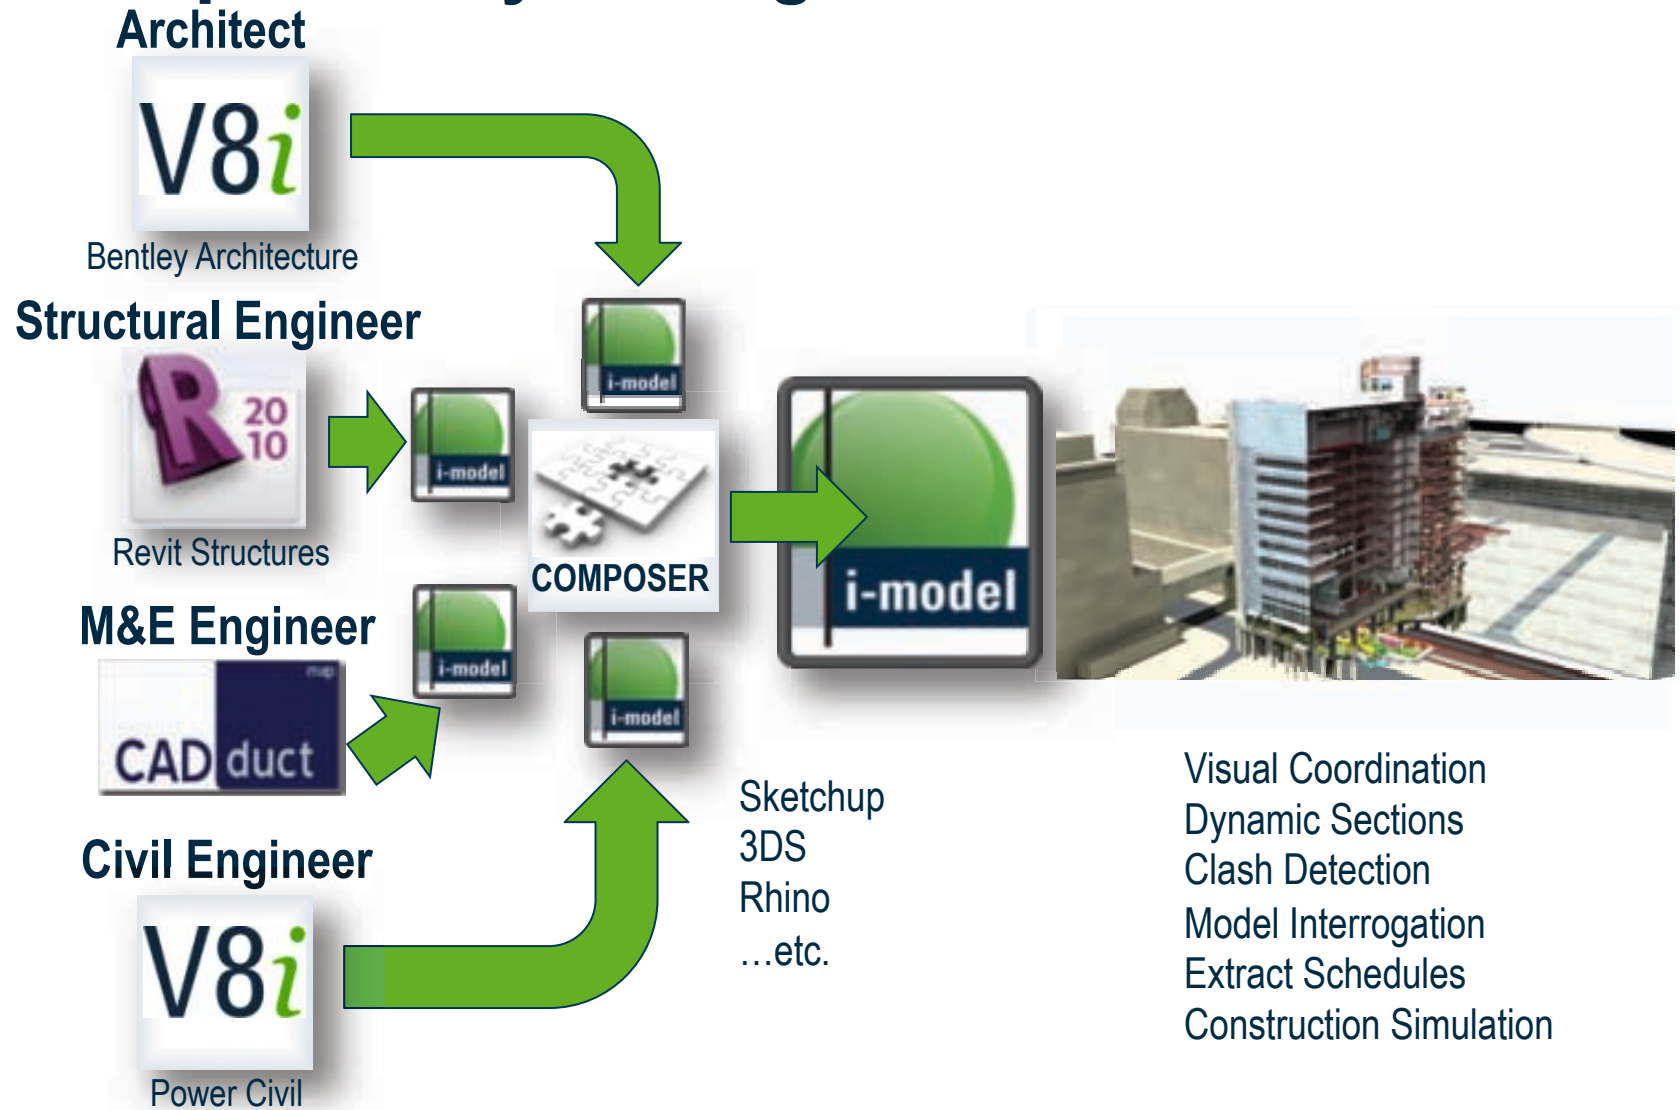 Architect
V8i
Bentley Architecture
Structural Engineer
R
20
10
Revit Structures
M&E Engineer
map
CAD duct
Civil Engineer
V8i
Power Civil
i-model
i-model
i-model
i-model
COMPOSER
i-model
Sketchup
3DS
Rhino
…etc.
Visual Coordination
Dynamic Sections
Clash Detection
Model Interrogation
Extract Schedules
Construction Simulation